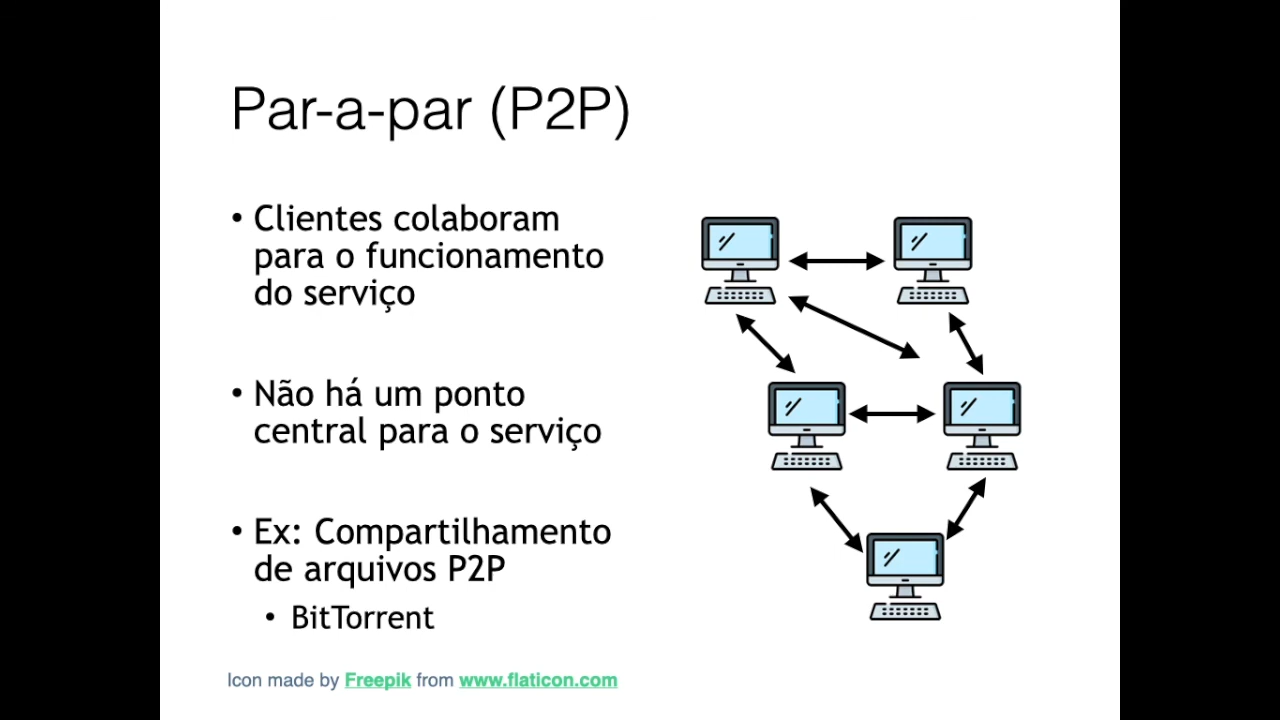 Par-a-par (P2P)
• Clientes colaboram
para o funcionamento
do serviço
• Não há um ponto
central para o serviço
• Ex: Compartilhamento
de arquivos P2P
• BitTorrent
Icon made by Freepik from www.flaticon.com